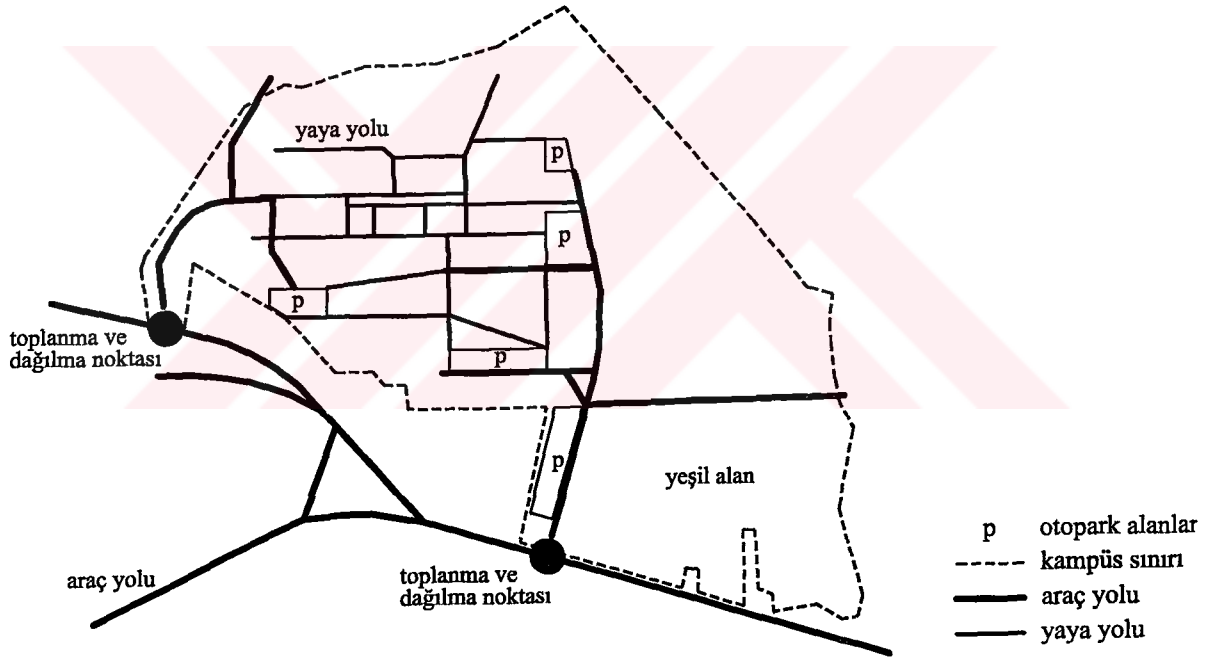 yaya yolu
p
p
p
toplanma ve
dağılma noktası
p
p
yeşil alan
araç yolu
toplanma ve
dağılma noktası
p otopark alanlar
kampüs sınırı
araç yolu
yaya yolu